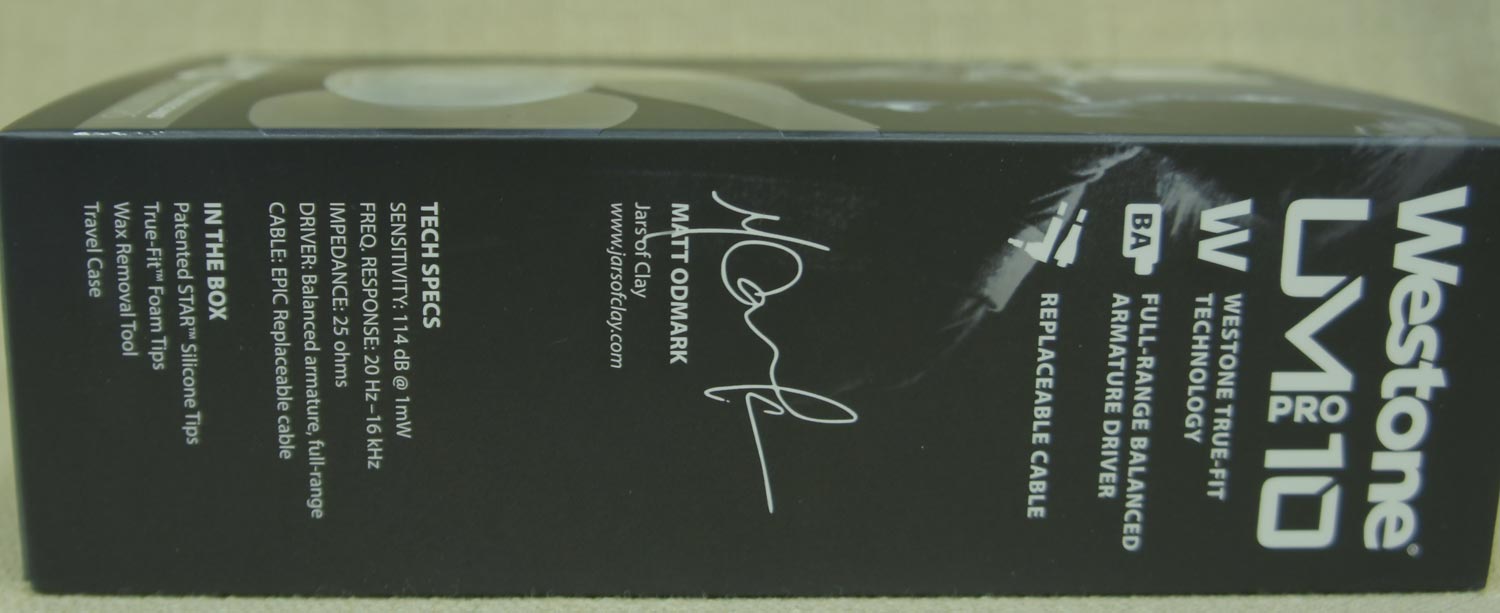 Westone®
UM PRO 10
W WESTONE TRUE-FIT
TECHNOLOGY
BA FULL-RANGE BALANCED
ARMATURE DRIVER
REPLACEABLE CABLE
MATT ODMARK
Jars of Clay
www.jarsofclay.com
TECH SPECS
SENSITIVITY: 114 dB @ 1mW
FREQ. RESPONSE: 20 Hz–16 kHz
IMPEDANCE: 25 ohms
DRIVER: Balanced armature, full-range
CABLE: EPIC Replaceable cable
IN THE BOX
Patented STAR™ Silicone Tips
True-Fit™ Foam Tips
Wax Removal Tool
Travel Case